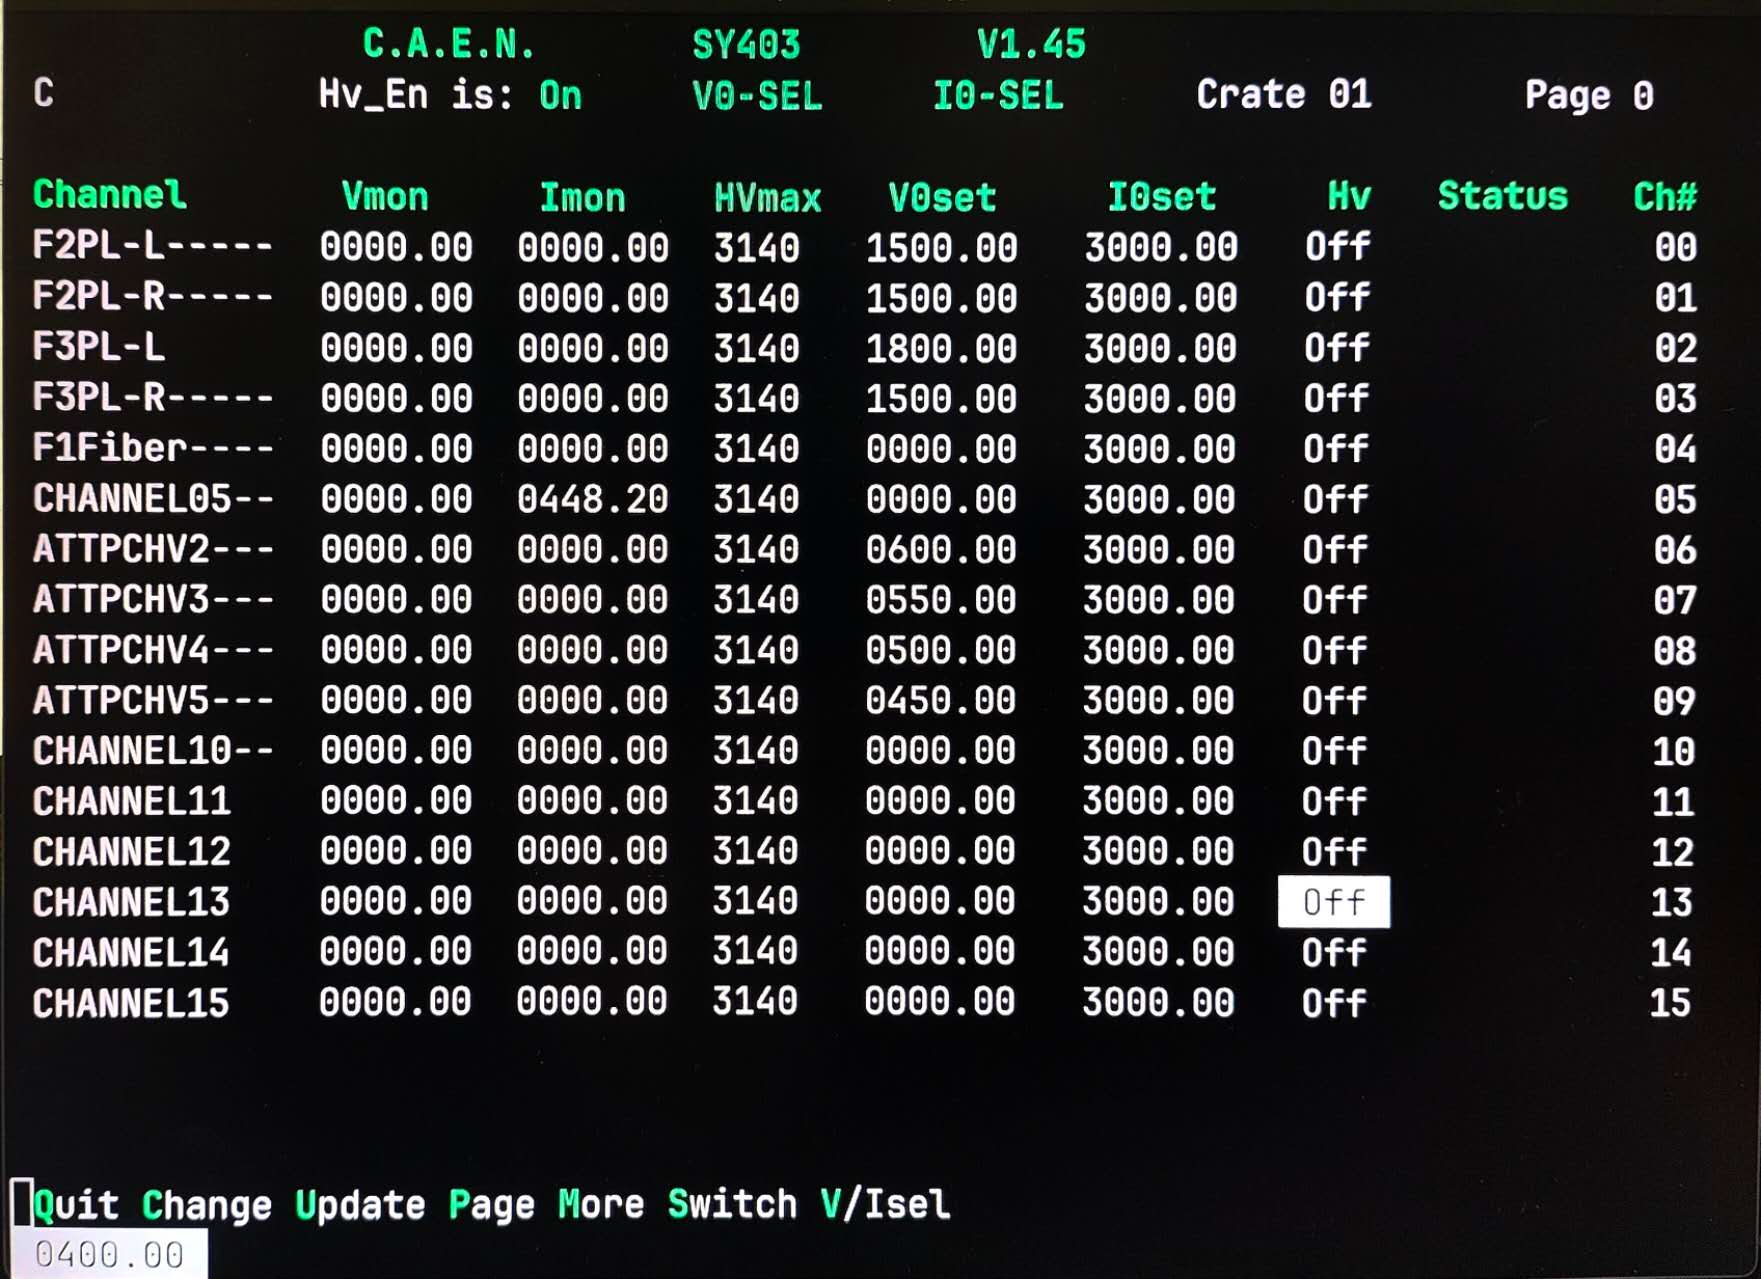 C.A.E.N. SY403 V1.45
C Hv_En is: On V0-SEL I0-SEL Crate 01 Page 0
Channel Vmon Imon HVmax V0set I0set Hv Status Ch#
F2PL-L----- 0000.00 0000.00 3140 1500.00 3000.00 Off 00
F2PL-R----- 0000.00 0000.00 3140 1500.00 3000.00 Off 01
F3PL-L 0000.00 0000.00 3140 1800.00 3000.00 Off 02
F3PL-R----- 0000.00 0000.00 3140 1500.00 3000.00 Off 03
F1Fiber---- 0000.00 0000.00 3140 0000.00 3000.00 Off 04
CHANNEL05-- 0000.00 0448.20 3140 0000.00 3000.00 Off 05
ATTPCHV2--- 0000.00 0000.00 3140 0600.00 3000.00 Off 06
ATTPCHV3--- 0000.00 0000.00 3140 0550.00 3000.00 Off 07
ATTPCHV4--- 0000.00 0000.00 3140 0500.00 3000.00 Off 08
ATTPCHV5--- 0000.00 0000.00 3140 0450.00 3000.00 Off 09
CHANNEL10-- 0000.00 0000.00 3140 0000.00 3000.00 Off 10
CHANNEL11 0000.00 0000.00 3140 0000.00 3000.00 Off 11
CHANNEL12 0000.00 0000.00 3140 0000.00 3000.00 Off 12
CHANNEL13 0000.00 0000.00 3140 0000.00 3000.00 Off 13
CHANNEL14 0000.00 0000.00 3140 0000.00 3000.00 Off 14
CHANNEL15 0000.00 0000.00 3140 0000.00 3000.00 Off 15
Quit Change Update Page More Switch V/Isel
0400.00